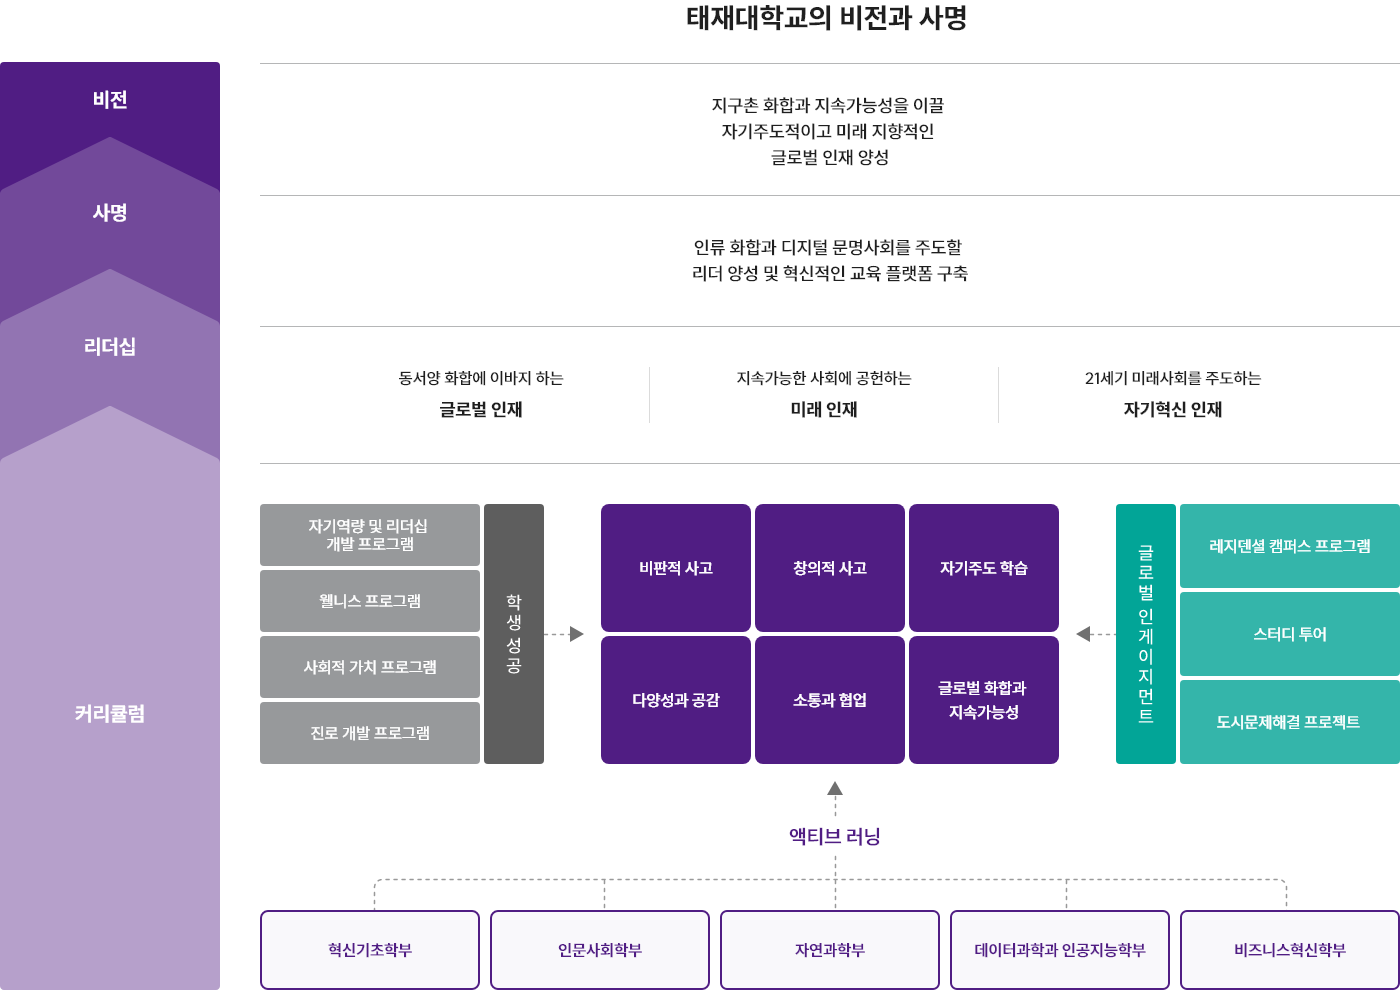 태재대학교의 비전과 사명
비전
지구촌 화합과 지속가능성을 이끌
자기주도적이고 미래 지향적인
글로벌 인재 양성
사명
인류 화합과 디지털 문명사회를 주도할
리더 양성 및 혁신적인 교육 플랫폼 구축
리더십
동서양 화합에 이바지 하는
글로벌 인재
지속가능한 사회에 공헌하는
미래 인재
21세기 미래사회를 주도하는
자기혁신 인재
커리큘럼
자기역량 및 리더십
개발 프로그램
웰니스 프로그램
사회적 가치 프로그램
진로 개발 프로그램
학생 성공
비판적 사고
창의적 사고
자기주도 학습
다양성과 공감
소통과 협업
글로벌 화합과
지속가능성
글로벌 인게이지먼트
레지덴셜 캠퍼스 프로그램
스터디 투어
도시문제해결 프로젝트
액티브 러닝
혁신기초학부
인문사회학부
자연과학부
데이터과학과 인공지능학부
비즈니스혁신학부